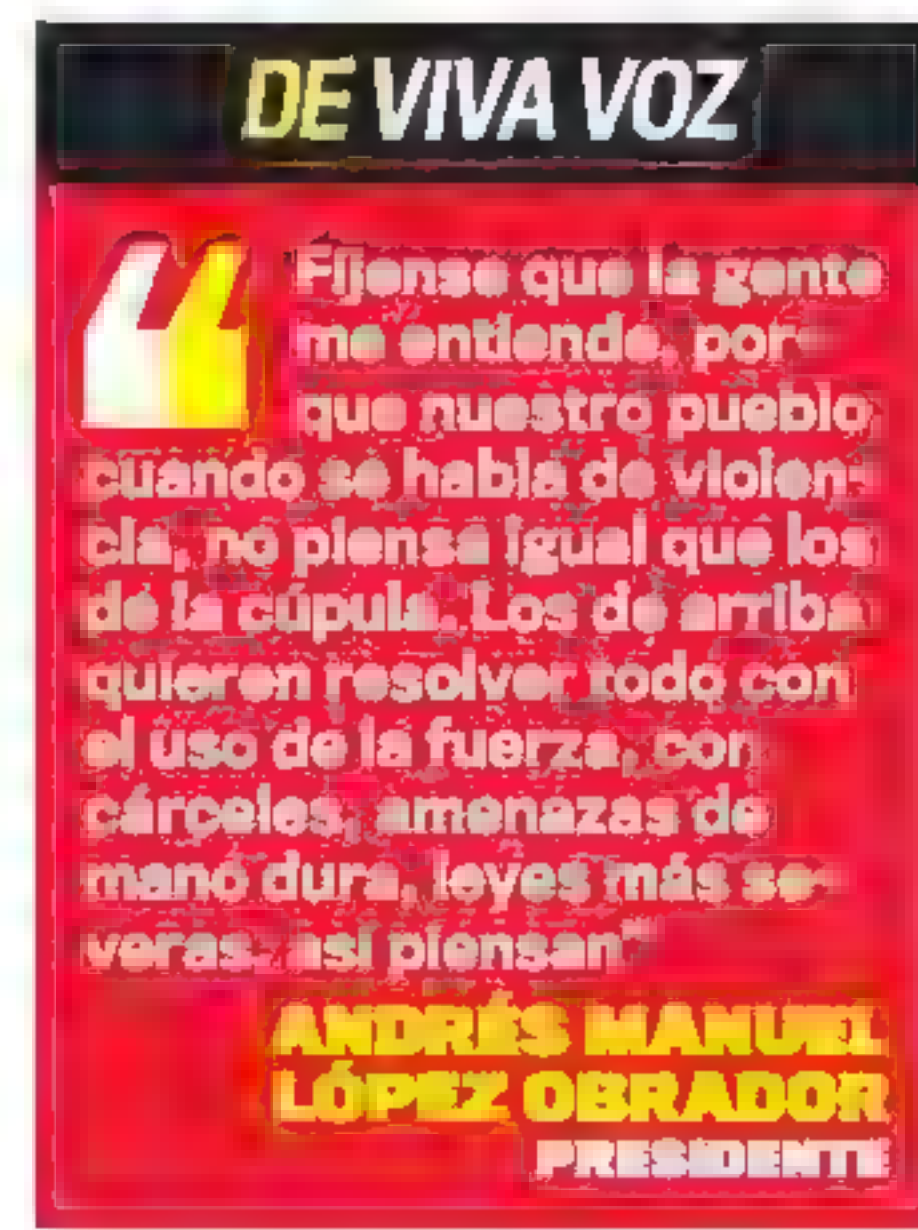 DE VIVA VOZ
"Fíjense que la gente
me entiende, por-
que nuestro pueblo
cuando se habla de violen-
cia, no piensa igual que los
de la cúpula. Los de arriba
quieren resolver todo con
el uso de la fuerza, con
cárceles, amenazas de
mano dura, leyes más se-
veras, así piensan"
ANDRÉS MANUEL
LÓPEZ OBRADOR
PRESIDENTE